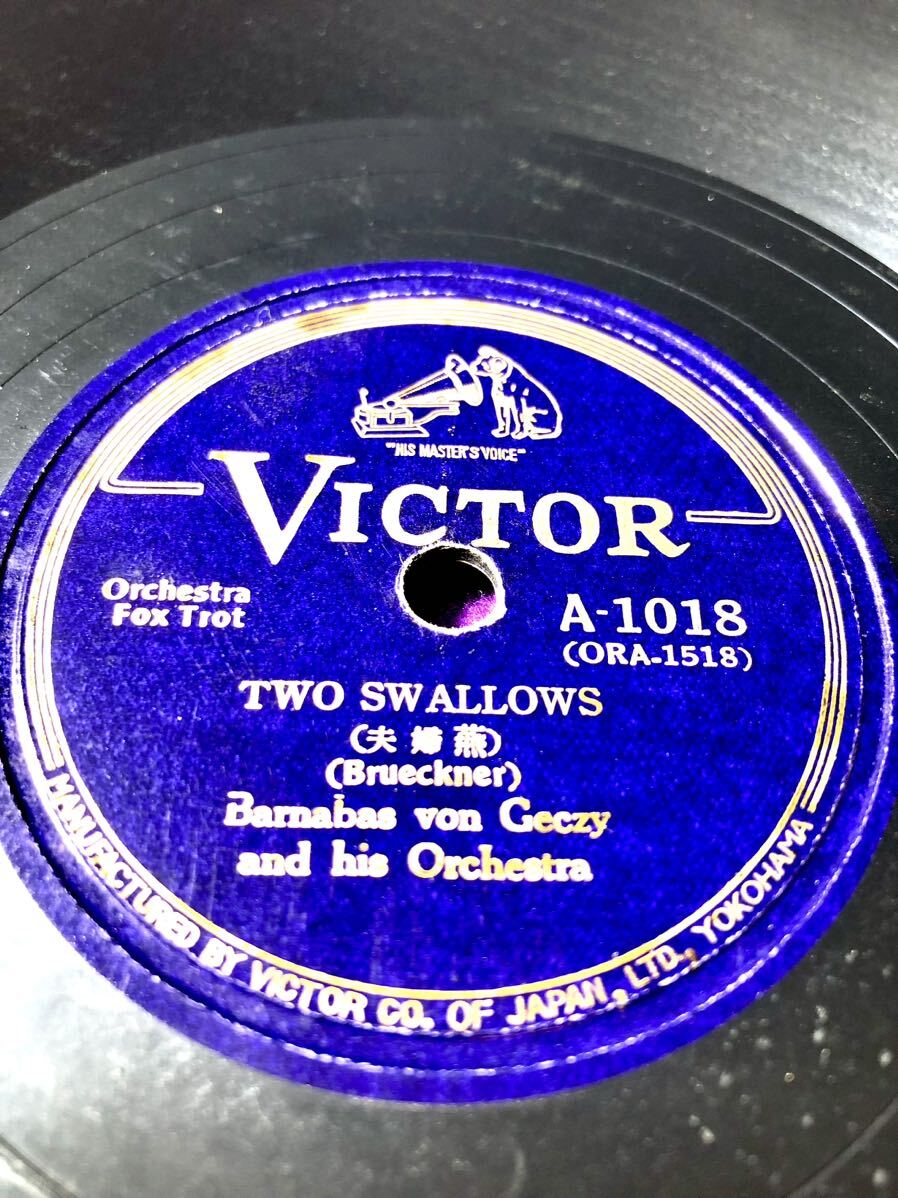 "HIS MASTER'S VOICE"
VICTOR
Orchestra
Fox Trot
A-1018
(ORA-1518)
TWO SWALLOWS
(夫婦燕)
(Brueckner)
Barnabas von Geczy
and his Orchestra
MANUFACTURED BY VICTOR CO. OF JAPAN, LTD., YOKOHAMA